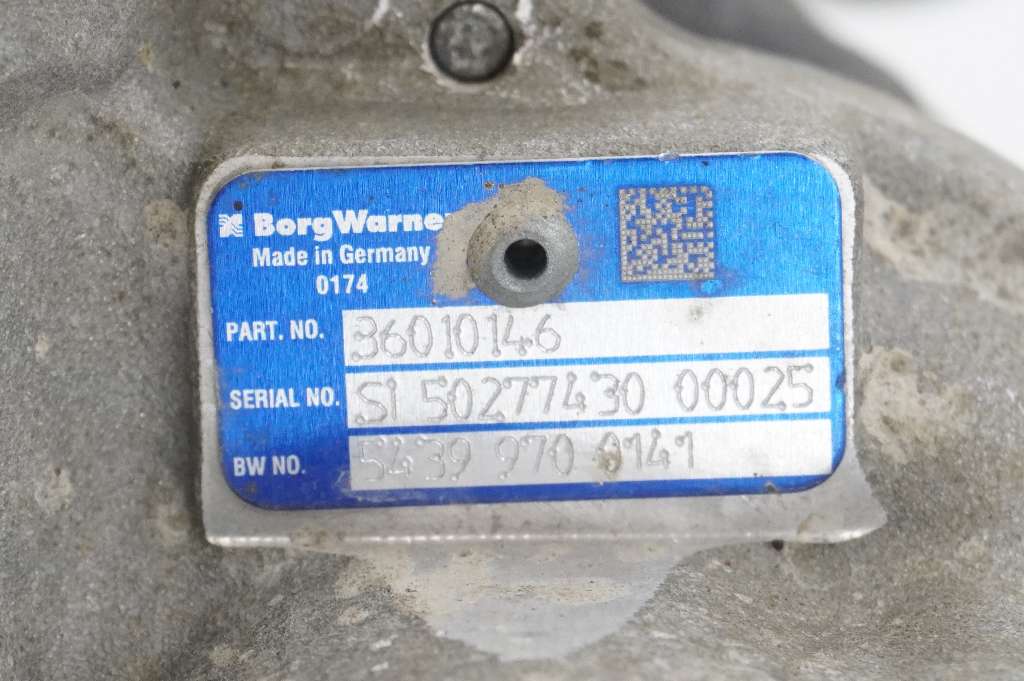 BorgWarner
Made in Germany
0174
PART. NO. 36010146
SERIAL NO. SI 50277430 00025
BW NO. 5439 970 0141